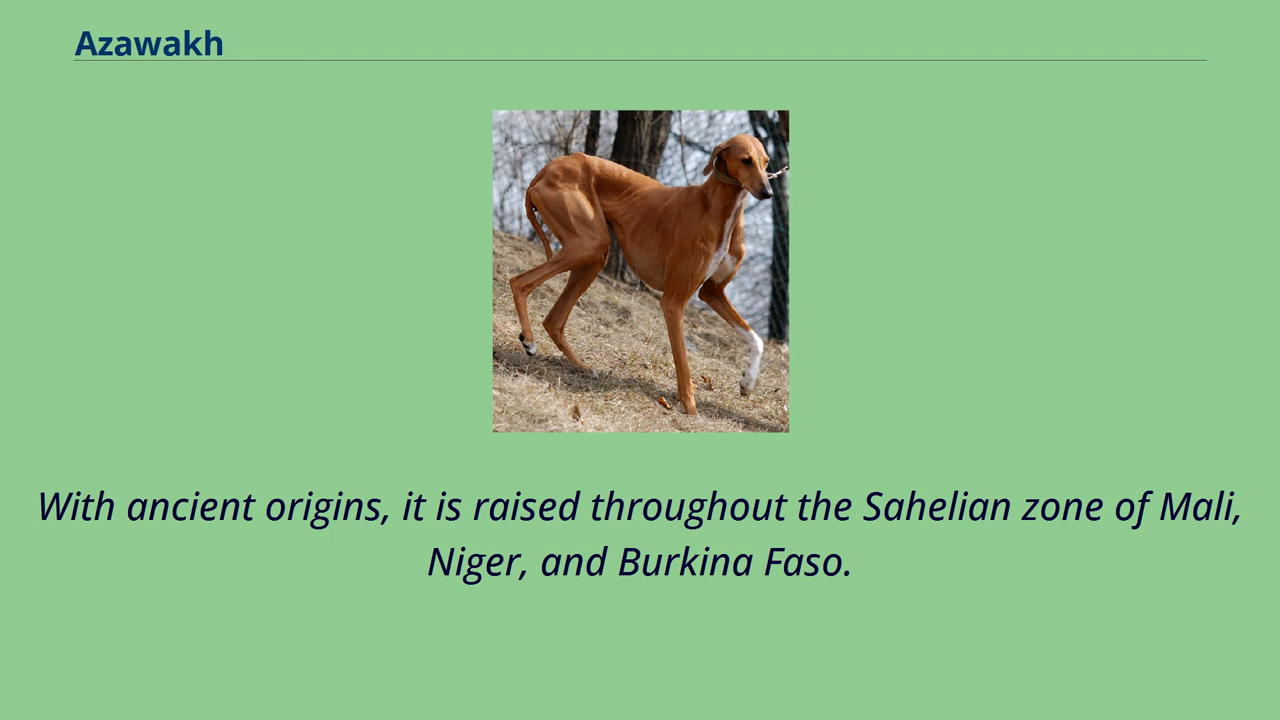 Azawakh
With ancient origins, it is raised throughout the Sahelian zone of Mali,
Niger, and Burkina Faso.